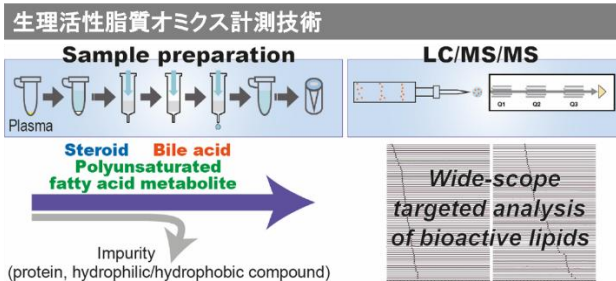 生理活性脂質オミクス計測技術
Sample preparation
LC/MS/MS
Plasma
Q1 Q2 Q3
Steroid Bile acid
Polyunsaturated
fatty acid metabolite
Impurity
(protein, hydrophilic/hydrophobic compound)
Wide-scope
targeted analysis
of bioactive lipids